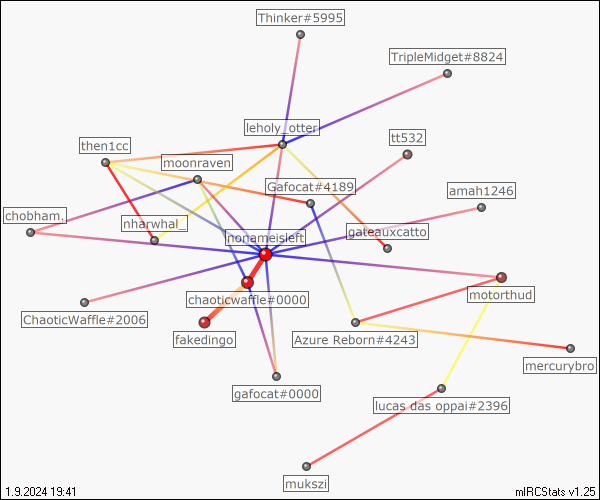 Thinker#5995
TripleMidget#8824
leholy_otter
tt532
then1cc
moonraven
Gafocat#4189
amah1246
chobham.
nharwhal_
nonameisleft
gateauxcatto
chaoticwaffle#0000
motorthud
ChaoticWaffle#2006
fakedingo
Azure Reborn#4243
mercurybro
gafocat#0000
lucas das oppai#2396
mukszi
1.9.2024 19:41
mIRCStats v1.25